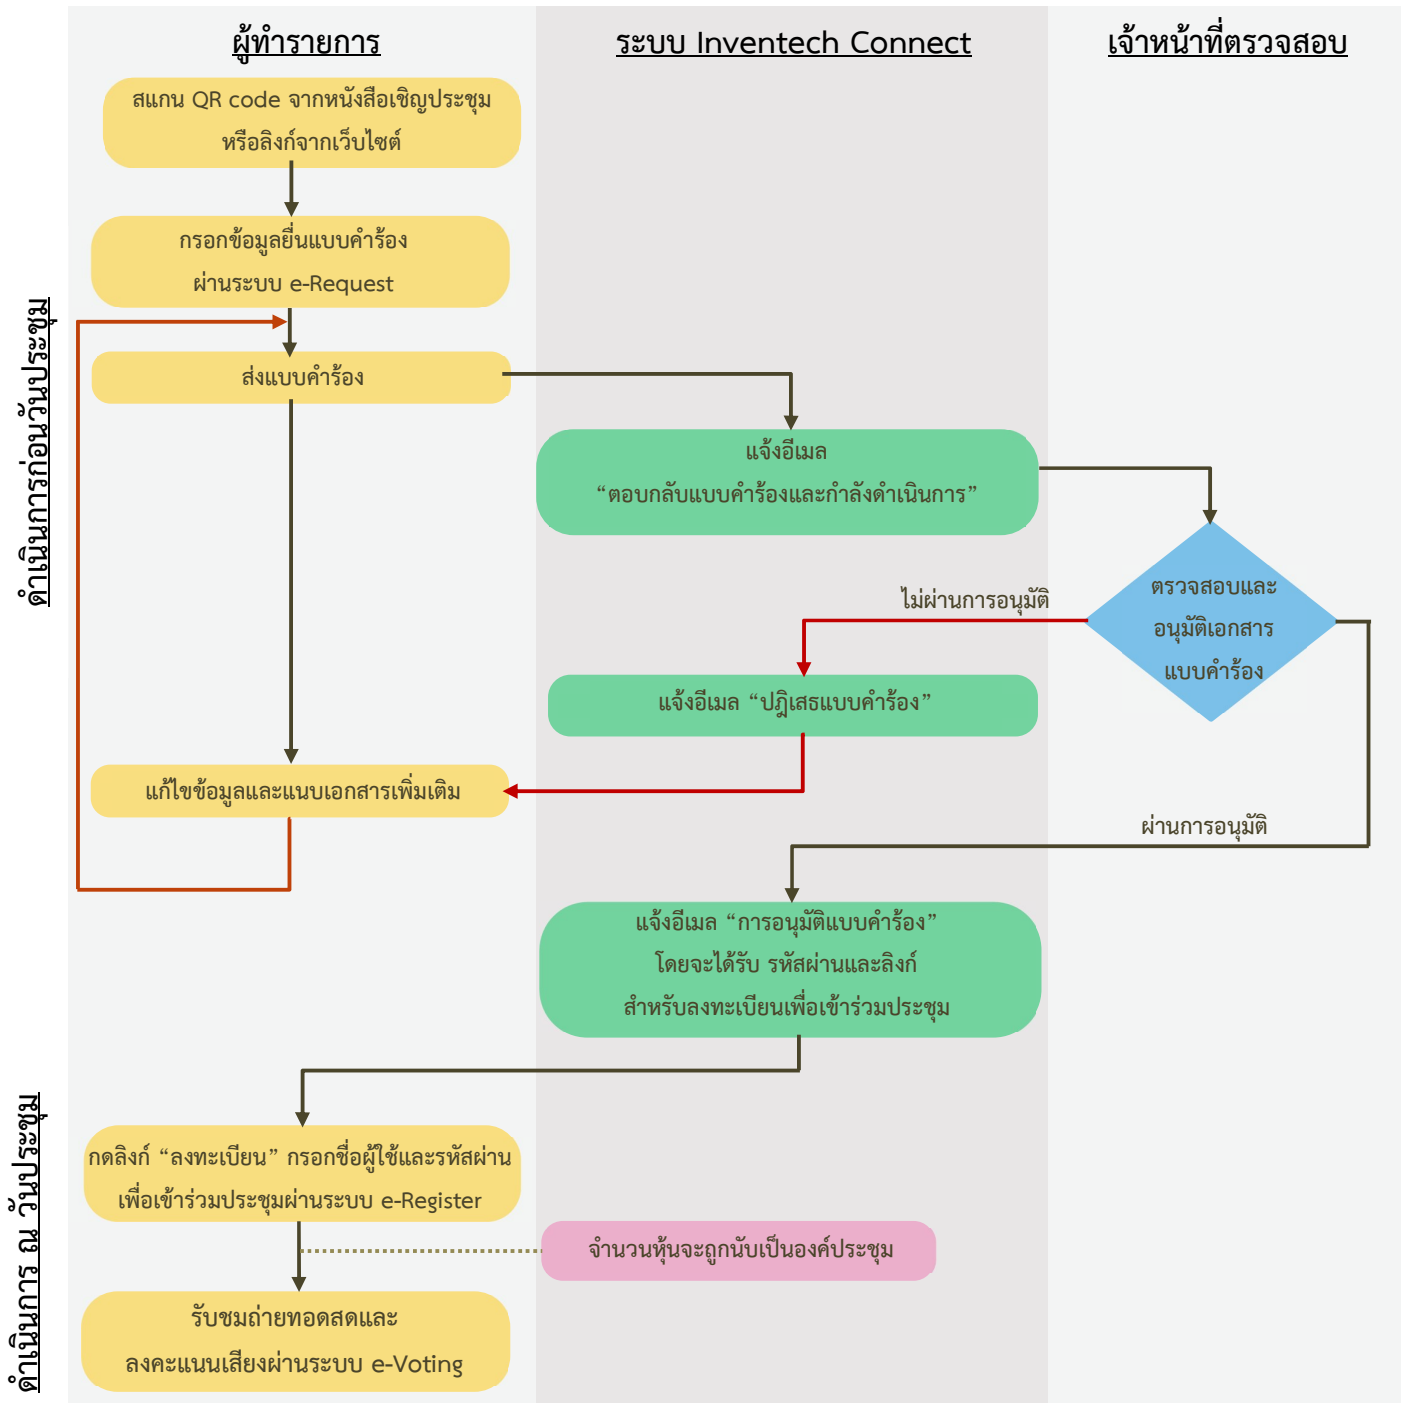 ผู้ทำรายการ
ระบบ Inventech Connect
เจ้าหน้าที่ตรวจสอบ
ดำเนินการก่อนวันประชุม
สแกน QR code จากหนังสือเชิญประชุม
หรือลิงก์จากเว็บไซต์
กรอกข้อมูลยื่นแบบคำร้อง
ผ่านระบบ e-Request
ส่งแบบคำร้อง
แจ้งอีเมล
“ตอบกลับแบบคำร้องและกำลังดำเนินการ”
ตรวจสอบและ
อนุมัติเอกสาร
แบบคำร้อง
ไม่ผ่านการอนุมัติ
แจ้งอีเมล “ปฎิเสธแบบคำร้อง”
แก้ไขข้อมูลและแนบเอกสารเพิ่มเติม
ผ่านการอนุมัติ
แจ้งอีเมล “การอนุมัติแบบคำร้อง”
โดยจะได้รับ รหัสผ่านและลิงก์
สำหรับลงทะเบียนเพื่อเข้าร่วมประชุม
ดำเนินการ ณ วันประชุม
กดลิงก์ “ลงทะเบียน” กรอกชื่อผู้ใช้และรหัสผ่าน
เพื่อเข้าร่วมประชุมผ่านระบบ e-Register
จำนวนหุ้นจะถูกนับเป็นองค์ประชุม
รับชมถ่ายทอดสดและ
ลงคะแนนเสียงผ่านระบบ e-Voting